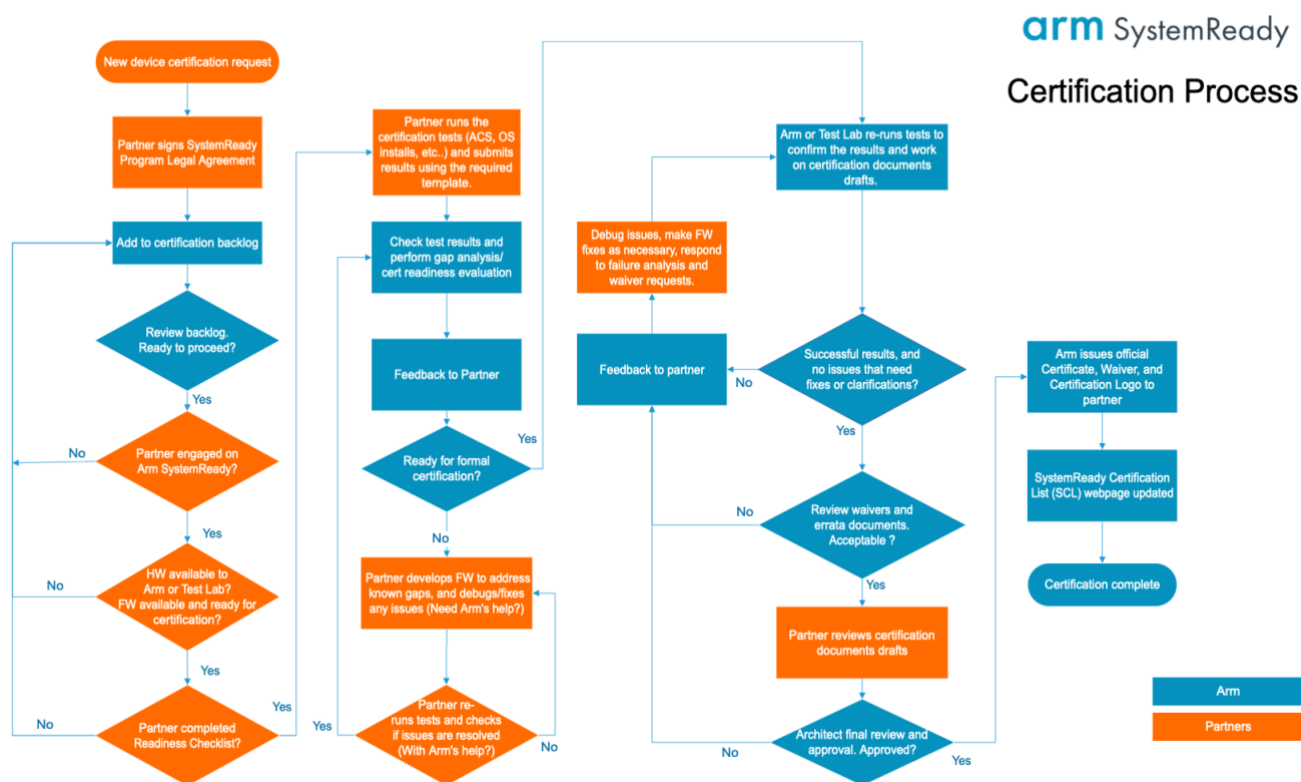 arm SystemReady
Certification Process
New device certification request
Partner signs SystemReady
Program Legal Agreement
Add to certification backlog
Review backlog.
Ready to proceed?
Yes
Partner engaged on
Arm SystemReady?
No
Yes
HW available to
Arm or Test Lab?
FW available and ready for
certification?
No
Yes
Partner completed
Readiness Checklist?
No
Yes
Partner runs the
certification tests (ACS, OS
installs, etc..) and submits
results using the required
template.
Check test results and
perform gap analysis/
cert readiness evaluation
Feedback to Partner
Ready for formal
certification?
Yes
No
Partner develops FW to address
known gaps, and debugs/fixes
any issues (Need Arm's help?)
Partner re-
runs tests and checks
if issues are resolved
(With Arm's help?)
Yes
No
Arm or Test Lab re-runs tests to
confirm the results and work
on certification documents
drafts.
Debug issues, make FW
fixes as necessary, respond
to failure analysis and
waiver requests.
Feedback to partner
Successful results, and
no issues that need
fixes or clarifications?
No
Yes
Review waivers and
errata documents.
Acceptable ?
No
Yes
Partner reviews certification
documents drafts
Architect final review and
approval. Approved?
No
Yes
Arm issues official
Certificate, Waiver, and
Certification Logo to
partner
SystemReady Certification
List (SCL) webpage updated
Certification complete
Arm
Partners